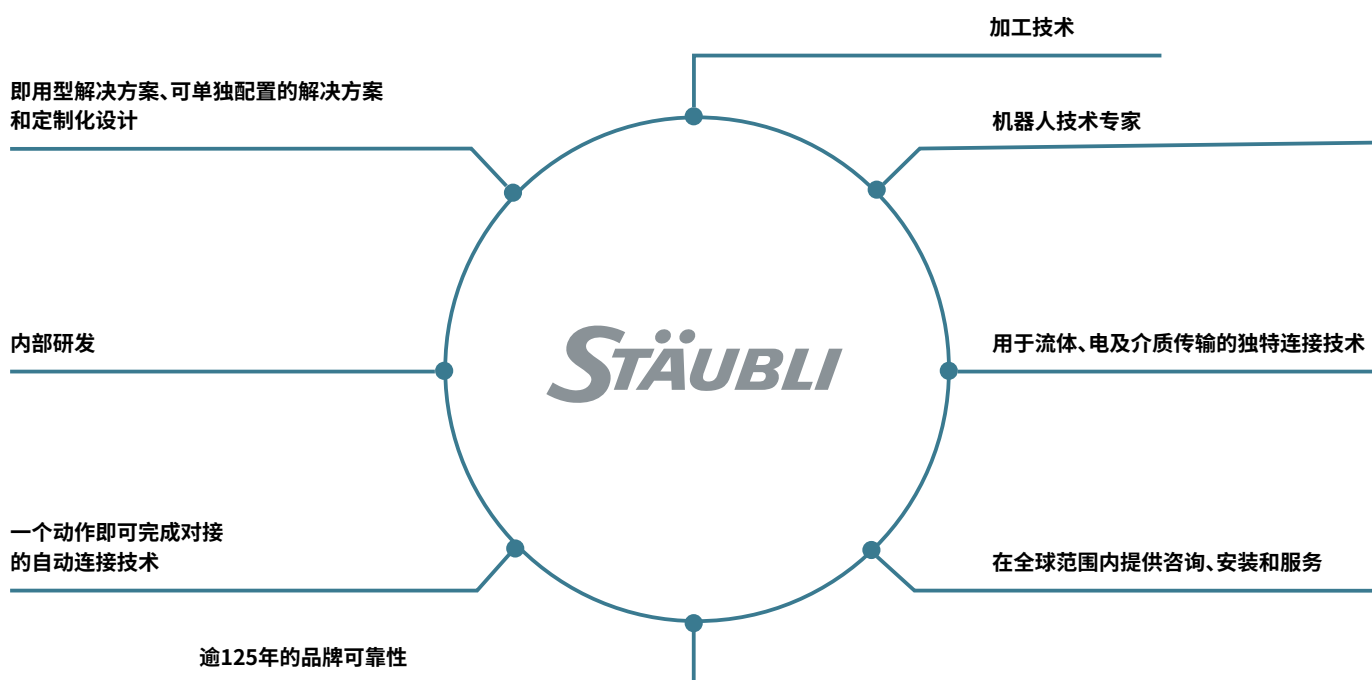 加工技术
即用型解决方案、可单独配置的解决方案
和定制化设计
机器人技术专家
内部研发
STÄUBLI
用于流体、电及介质传输的独特连接技术
一个动作即可完成对接
的自动连接技术
在全球范围内提供咨询、安装和服务
逾125年的品牌可靠性